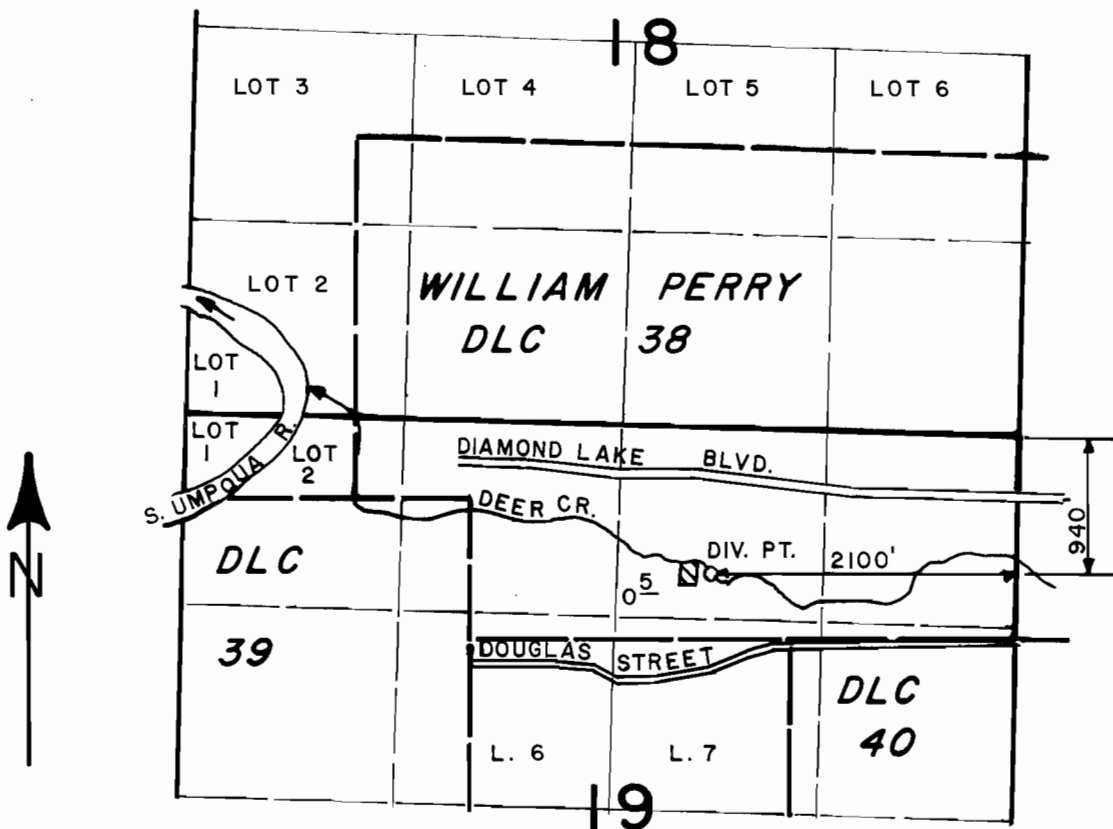 18
LOT 3 LOT 4 LOT 5 LOT 6
LOT 2
WILLIAM PERRY
DLC 38
LOT
1
LOT
1
LOT
2
S. UMPQUA R.
DIAMOND LAKE BLVD.
DEER CR.
940'
DIV. PT. 2100'
0.5
N
DLC
39
DOUGLAS STREET
DLC
40
L. 6 L. 7
19